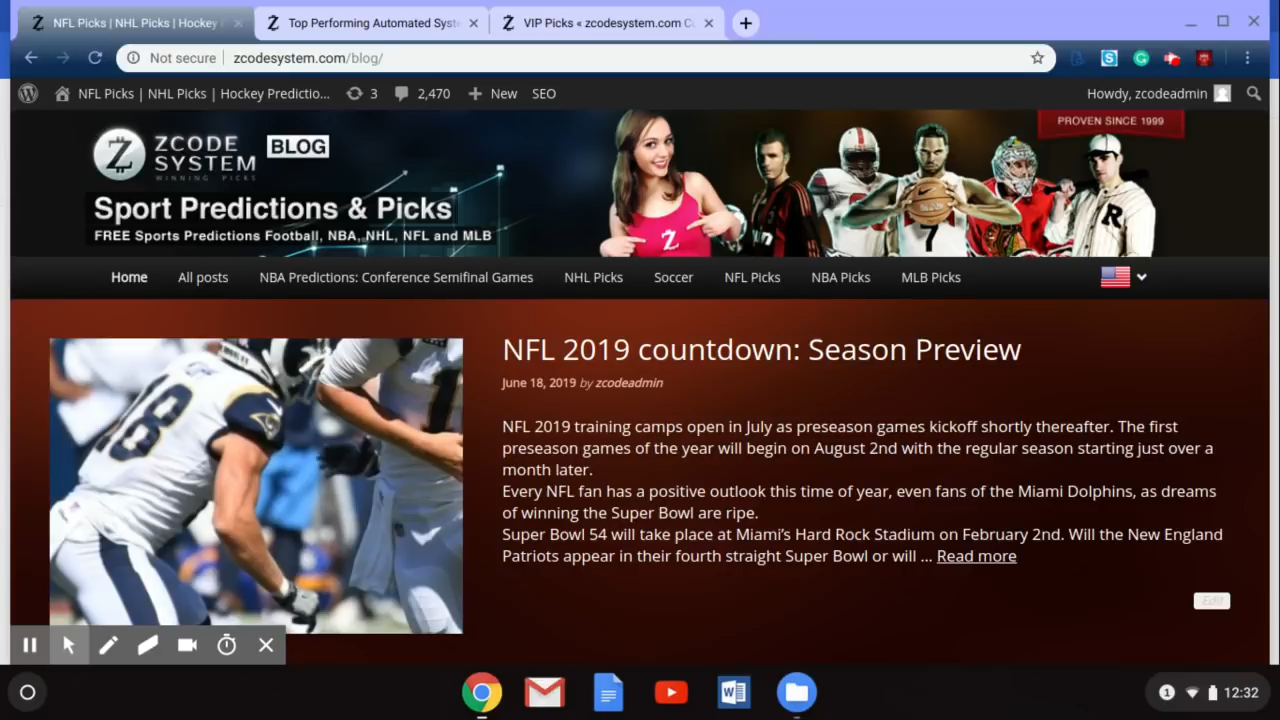 NFL Picks | NHL Picks | Hockey
Top Performing Automated Syst
VIP Picks « zcodesystem.com C
Not secure
zcodesystem.com/blog/
NFL Picks | NHL Picks | Hockey Predictio...
3
2,470
New
SEO
Howdy, zcodeadmin
PROVEN SINCE 1999
ZCODE
SYSTEM
WINNING PICKS
BLOG
Sport Predictions & Picks
FREE Sports Predictions Football, NBA, NHL, NFL and MLB
Z
7
R
Home
All posts
NBA Predictions: Conference Semifinal Games
NHL Picks
Soccer
NFL Picks
NBA Picks
MLB Picks
NFL 2019 countdown: Season Preview
June 18, 2019 by zcodeadmin
NFL 2019 training camps open in July as preseason games kickoff shortly thereafter. The first
preseason games of the year will begin on August 2nd with the regular season starting just over a
month later.
Every NFL fan has a positive outlook this time of year, even fans of the Miami Dolphins, as dreams
of winning the Super Bowl are ripe.
Super Bowl 54 will take place at Miami's Hard Rock Stadium on February 2nd. Will the New England
Patriots appear in their fourth straight Super Bowl or will ... Read more
Edit
1
12:32